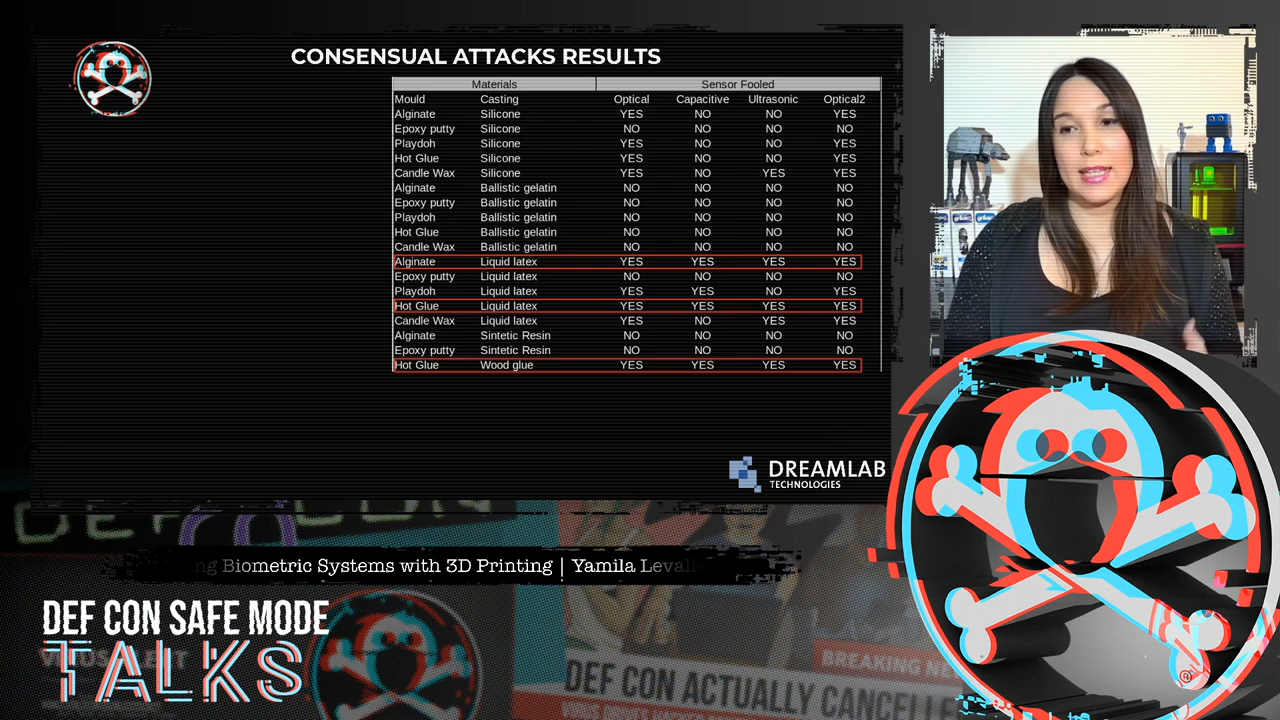 CONSENSUAL ATTACKS RESULTS
Materials Sensor Fooled
Mould Casting Optical Capacitive Ultrasonic Optical2
Alginate Silicone YES NO NO YES
Epoxy putty Silicone NO NO NO NO
Playdoh Silicone YES NO NO YES
Hot Glue Silicone YES NO NO YES
Candle Wax Silicone YES NO YES YES
Alginate Ballistic gelatin NO NO NO NO
Epoxy putty Ballistic gelatin NO NO NO NO
Playdoh Ballistic gelatin NO NO NO NO
Hot Glue Ballistic gelatin NO NO NO NO
Candle Wax Ballistic gelatin NO NO NO NO
Alginate Liquid latex YES YES YES YES
Epoxy putty Liquid latex NO NO NO NO
Playdoh Liquid latex YES YES NO YES
Hot Glue Liquid latex YES YES YES YES
Candle Wax Liquid latex YES NO YES YES
Alginate Sintetic Resin NO NO NO NO
Epoxy putty Sintetic Resin NO NO NO NO
Hot Glue Wood glue YES YES YES YES
DREAMLAB
TECHNOLOGIES
DEF CON
ng Biometric Systems with 3D Printing | Yamila Levall
DEF CON SAFE MODE
TALKS
BREAKING NE
DEF CON ACTUALLY CANCELLE
®